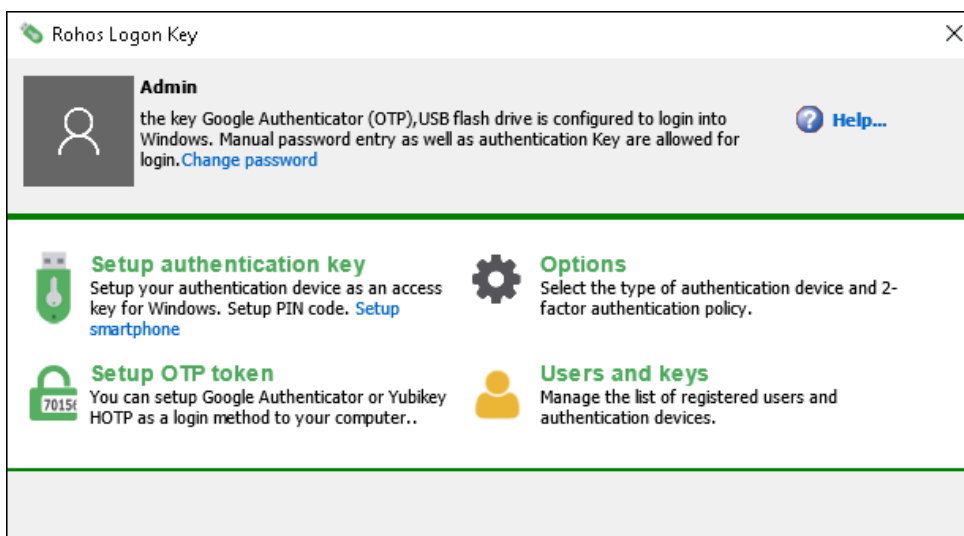 Rohos Logon Key
Admin
the key Google Authenticator (OTP),USB flash drive is configured to login into
Windows. Manual password entry as well as authentication Key are allowed for
login.Change password
Help...
Setup authentication key
Setup your authentication device as an access
key for Windows. Setup PIN code. Setup
smartphone
Options
Select the type of authentication device and 2-
factor authentication policy.
Setup OTP token
You can setup Google Authenticator or Yubikey
HOTP as a login method to your computer..
Users and keys
Manage the list of registered users and
authentication devices.